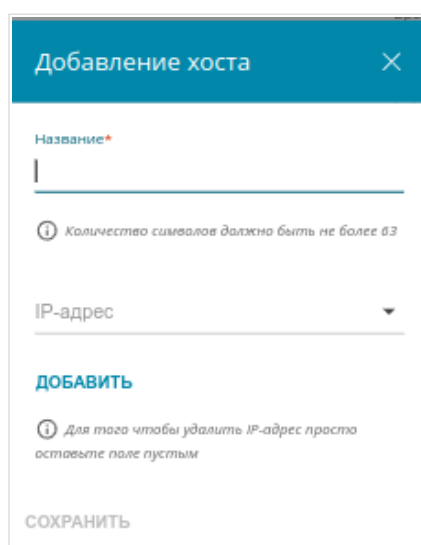 Добавление хоста
Название*
Количество символов должно быть не более 63
IP-адрес
ДОБАВИТЬ
Для того чтобы удалить IP-адрес просто
оставьте поле пустым
СОХРАНИТЬ